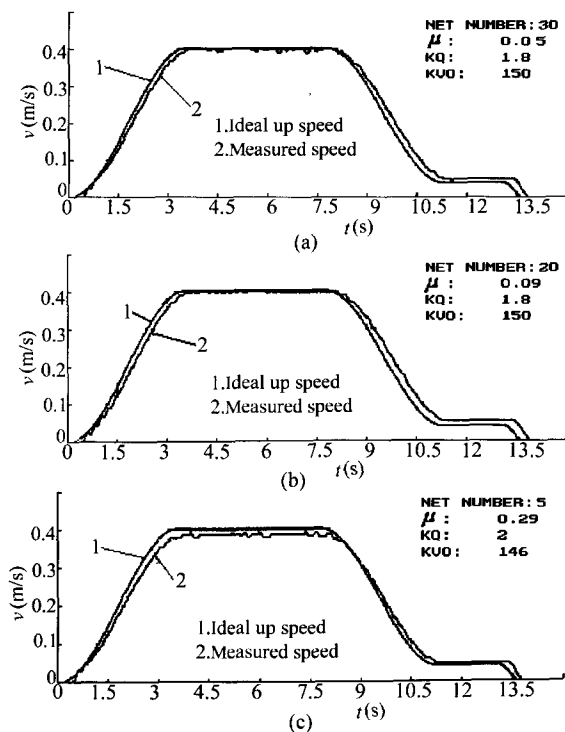 NET NUMBER:30
μ: 0.05
KQ: 1.8
KVO: 150
v(m/s)
0.4
0.3
0.2
0.1
0
1
2
1.Ideal up speed
2.Measured speed
0 1.5 3 4.5 6 7.5 9 10.5 12 13.5
t(s)
(a)
NET NUMBER:20
μ: 0.09
KQ: 1.8
KVO: 150
v(m/s)
0.4
0.3
0.2
0.1
0
1
2
1.Ideal up speed
2.Measured speed
0 1.5 3 4.5 6 7.5 9 10.5 12 13.5
t(s)
(b)
NET NUMBER:5
μ: 0.29
KQ: 2
KVO: 146
v(m/s)
0.4
0.3
0.2
0.1
0
1
2
1.Ideal up speed
2.Measured speed
0 1.5 3 4.5 6 7.5 9 10.5 12 13.5
t(s)
(c)